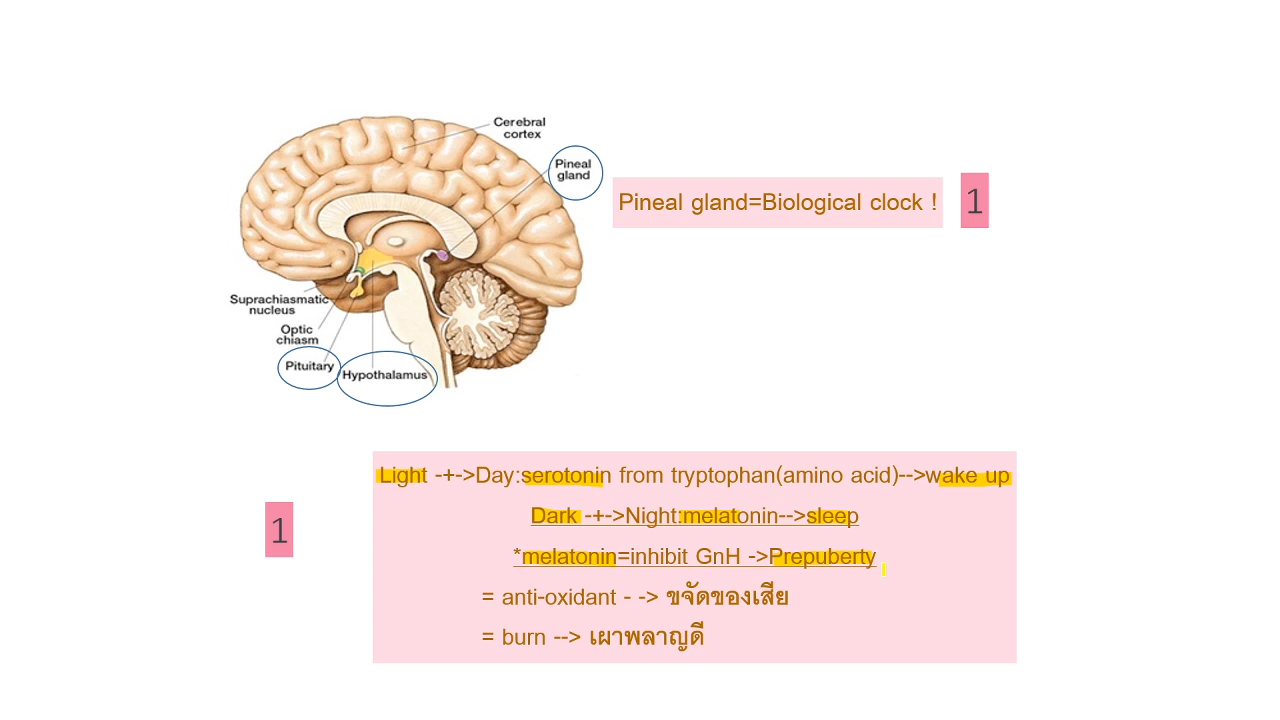 Cerebral
cortex
Pineal
gland
Pineal gland=Biological clock !
1
Suprachiasmatic
nucleus
Optic
chiasm
Pituitary
Hypothalamus
Light -+->Day:serotonin from tryptophan(amino acid)-->wake up
Dark -+->Night:melatonin-->sleep
1
*melatonin=inhibit GnH ->Prepuberty
= anti-oxidant - -> ขจัดของเสีย
= burn --> เผาพลาญดี